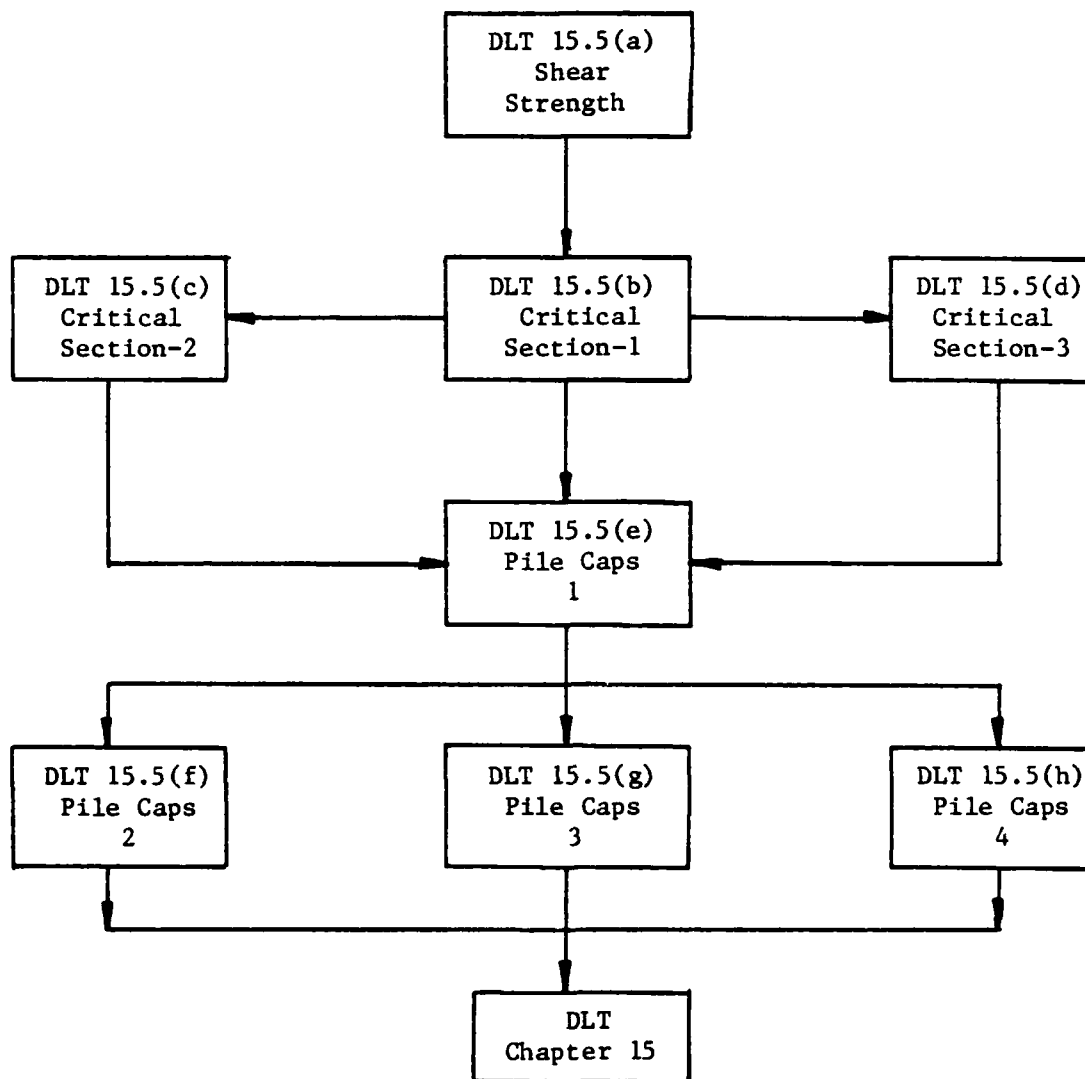 DLT 15.5(a)
Shear
Strength
DLT 15.5(c)
Critical
Section-2
DLT 15.5(b)
Critical
Section-1
DLT 15.5(d)
Critical
Section-3
DLT 15.5(e)
Pile Caps
1
DLT 15.5(f)
Pile Caps
2
DLT 15.5(g)
Pile Caps
3
DLT 15.5(h)
Pile Caps
4
DLT
Chapter 15